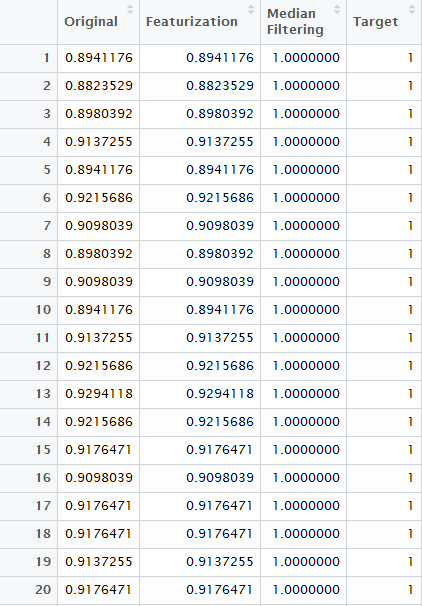 Original Featurization Median Filtering Target
1 0.8941176 0.8941176 1.0000000 1
2 0.8823529 0.8823529 1.0000000 1
3 0.8980392 0.8980392 1.0000000 1
4 0.9137255 0.9137255 1.0000000 1
5 0.8941176 0.8941176 1.0000000 1
6 0.9215686 0.9215686 1.0000000 1
7 0.9098039 0.9098039 1.0000000 1
8 0.8980392 0.8980392 1.0000000 1
9 0.9098039 0.9098039 1.0000000 1
10 0.8941176 0.8941176 1.0000000 1
11 0.9137255 0.9137255 1.0000000 1
12 0.9215686 0.9215686 1.0000000 1
13 0.9294118 0.9294118 1.0000000 1
14 0.9215686 0.9215686 1.0000000 1
15 0.9176471 0.9176471 1.0000000 1
16 0.9098039 0.9098039 1.0000000 1
17 0.9176471 0.9176471 1.0000000 1
18 0.9176471 0.9176471 1.0000000 1
19 0.9137255 0.9137255 1.0000000 1
20 0.9176471 0.9176471 1.0000000 1